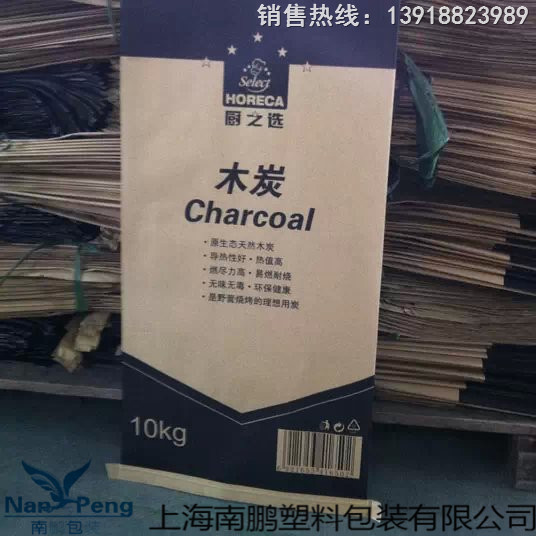 销售热线：13918823989
Select
HORECA
厨之选
木炭
Charcoal
·原生态天然木炭
·导热性好·热值高
·燃尽力高·易燃耐烧
·无味无毒·环保健康
·是野营烧烤的理想用炭
10kg
Nan Peng
南鹏包装
上海南鹏塑料包装有限公司